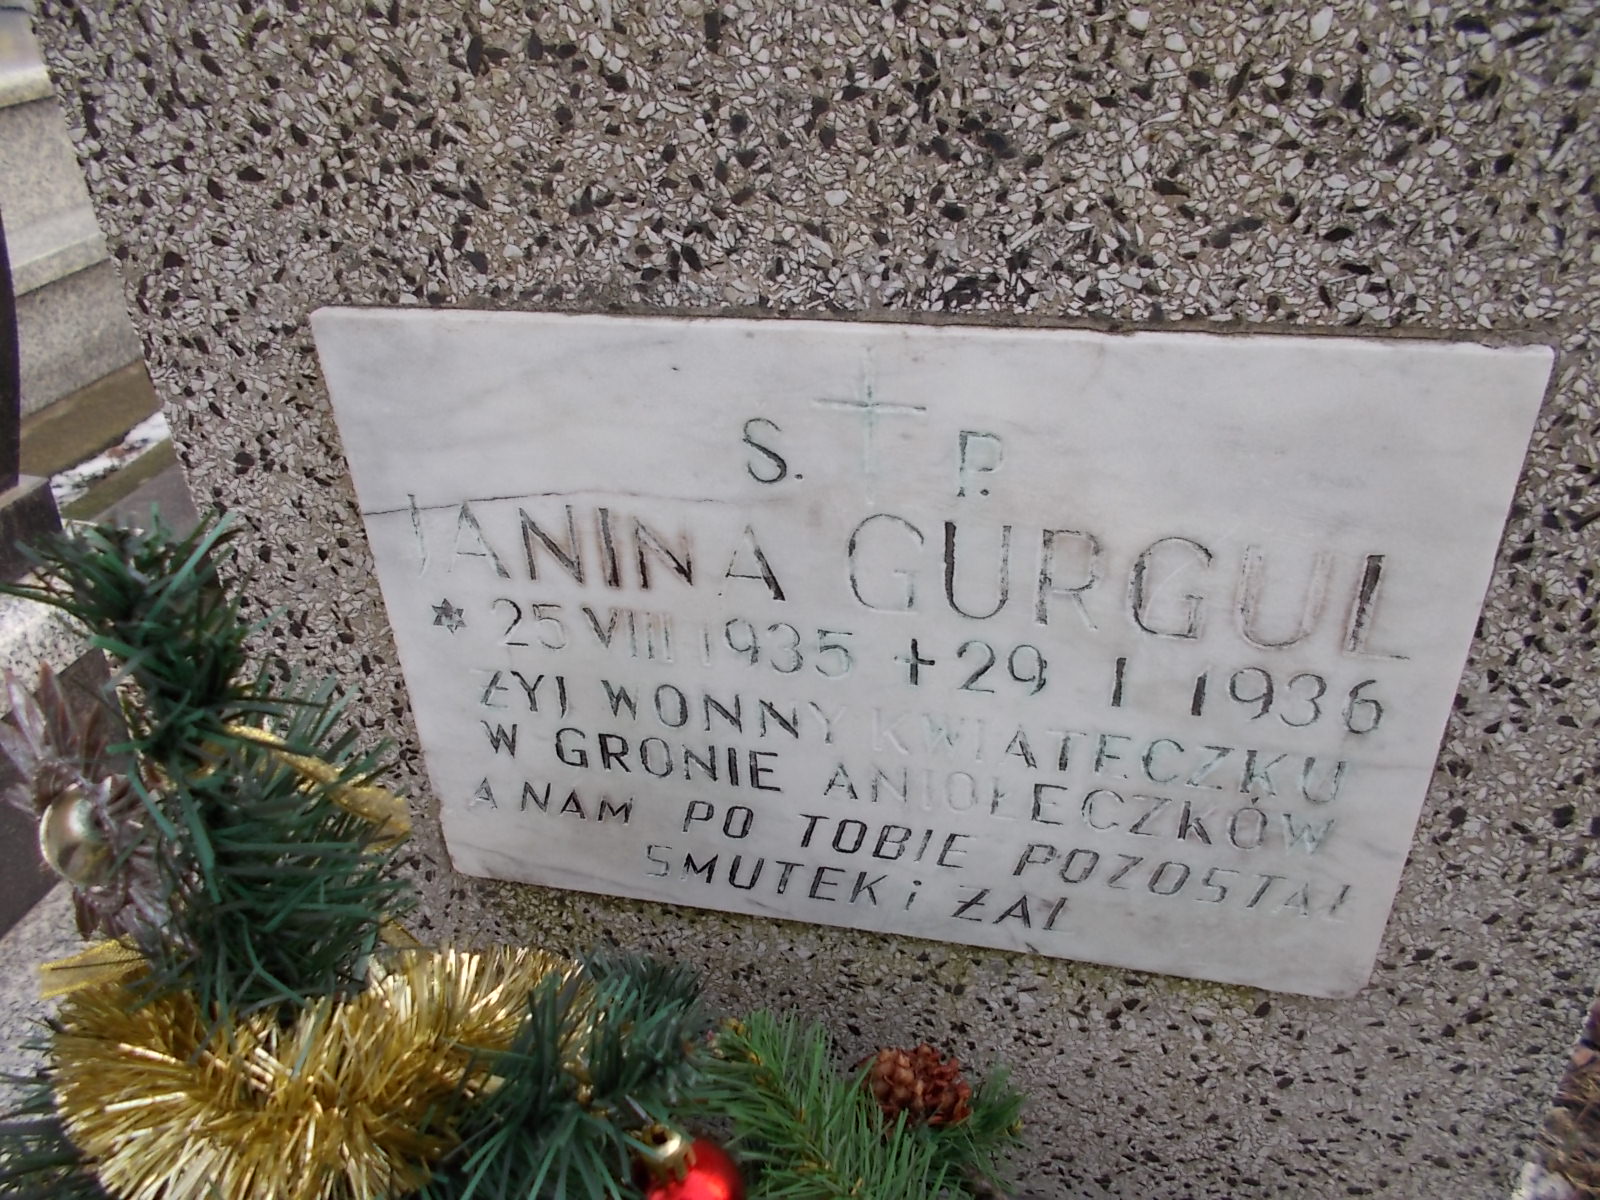 S. P.
JANINA GURGUL
* 25 VIII 1935 + 29 I 1936
ŻYJ WONNY KWIATECZKU
W GRONIE ANIOŁECZKÓW
A NAM PO TOBIE POZOSTAŁ
SMUTEK i ŻAL